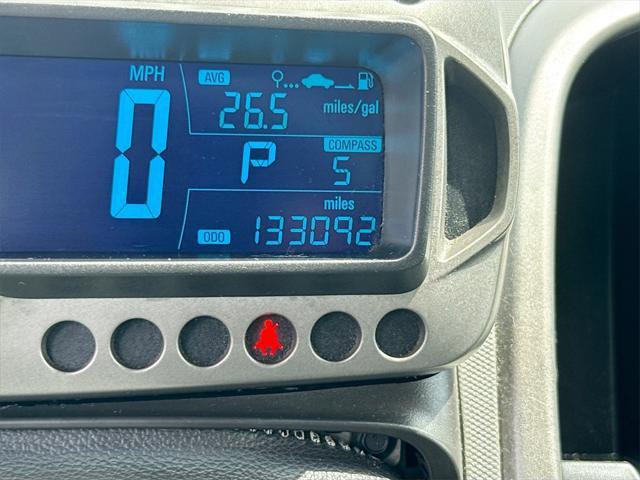 MPH AVG
0 26.5 miles/gal
P COMPASS
S
miles
ODO 133092